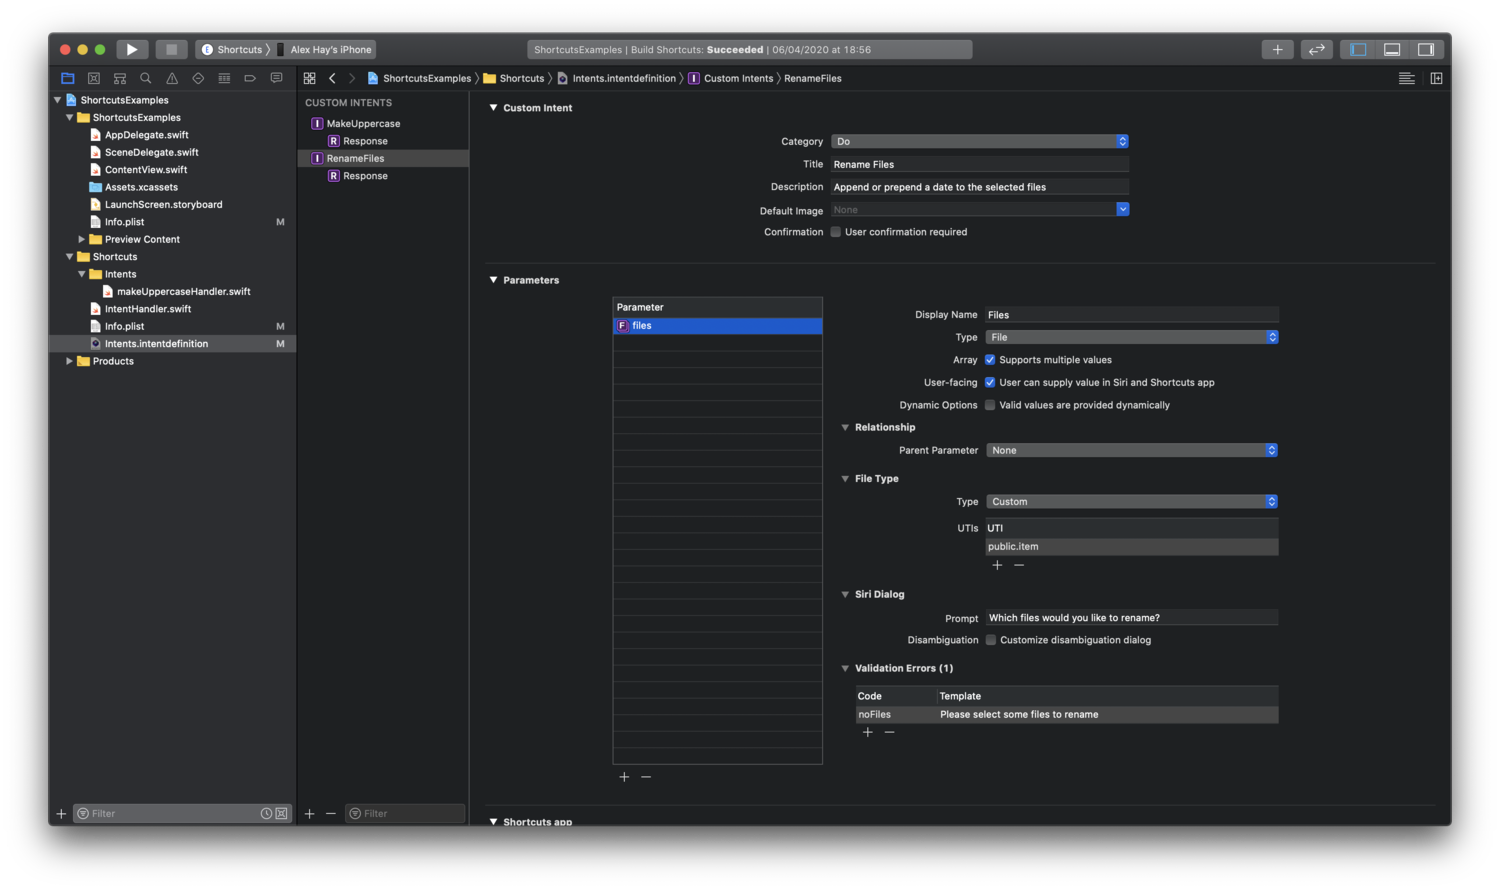 Shortcuts
Alex Hay's iPhone
ShortcutsExamples | Build Shortcuts: Succeeded | 06/04/2020 at 18:56
ShortcutsExamples
Shortcuts
Intents.intentdefinition
I
Custom Intents
RenameFiles
ShortcutsExamples
ShortcutsExamples
AppDelegate.swift
SceneDelegate.swift
ContentView.swift
Assets.xcassets
LaunchScreen.storyboard
Info.plist M
Preview Content
Shortcuts
Intents
makeUppercaseHandler.swift
IntentHandler.swift
Info.plist M
Intents.intentdefinition M
Products
Filter
CUSTOM INTENTS
I MakeUppercase
R Response
I RenameFiles
R Response
Filter
Custom Intent
Category Do
Title Rename Files
Description Append or prepend a date to the selected files
Default Image None
Confirmation User confirmation required
Parameters
Parameter
F files
Display Name Files
Type File
Array Supports multiple values
User-facing User can supply value in Siri and Shortcuts app
Dynamic Options Valid values are provided dynamically
Relationship
Parent Parameter None
File Type
Type Custom
UTIs UTI
public.item
Siri Dialog
Prompt Which files would you like to rename?
Disambiguation Customize disambiguation dialog
Validation Errors (1)
Code Template
noFiles Please select some files to rename
Shortcuts app